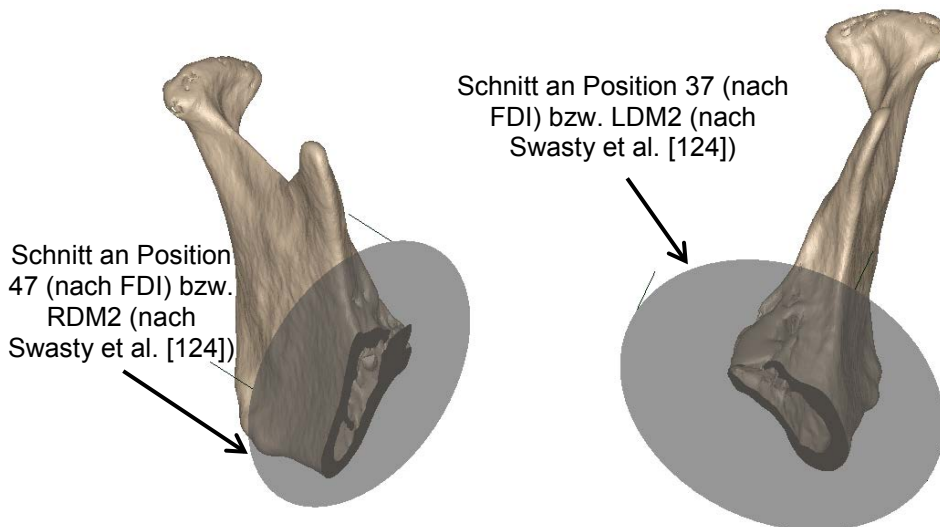 Schnitt an Position
47 (nach FDI) bzw.
RDM2 (nach
Swasty et al. [124])
Schnitt an Position 37 (nach
FDI) bzw. LDM2 (nach
Swasty et al. [124])